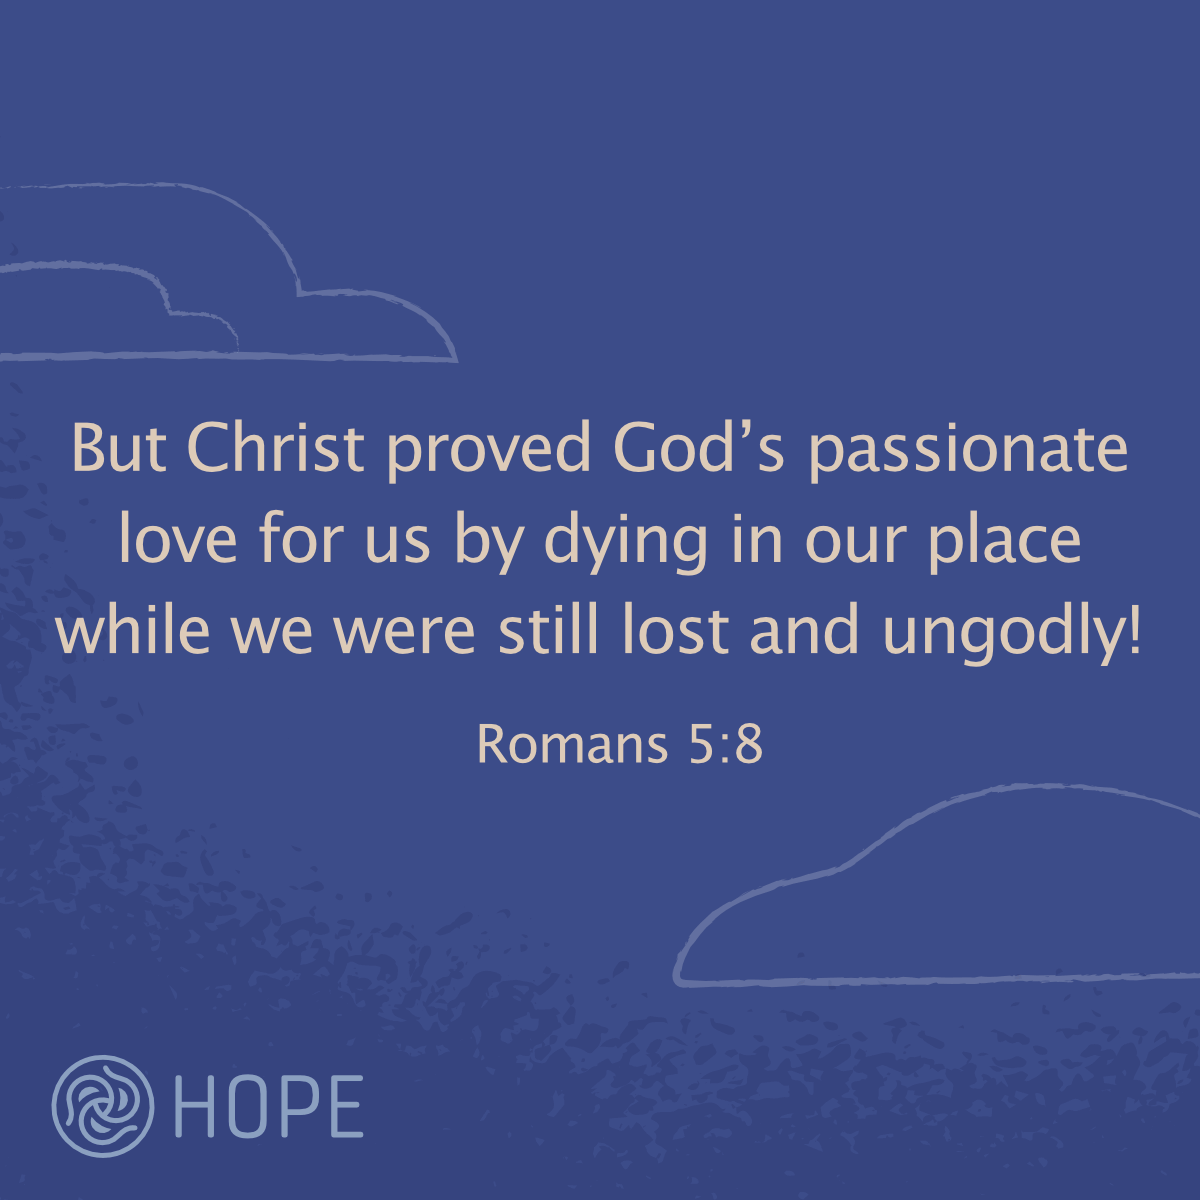 But Christ proved God’s passionate
love for us by dying in our place
while we were still lost and ungodly!
Romans 5:8
HOPE